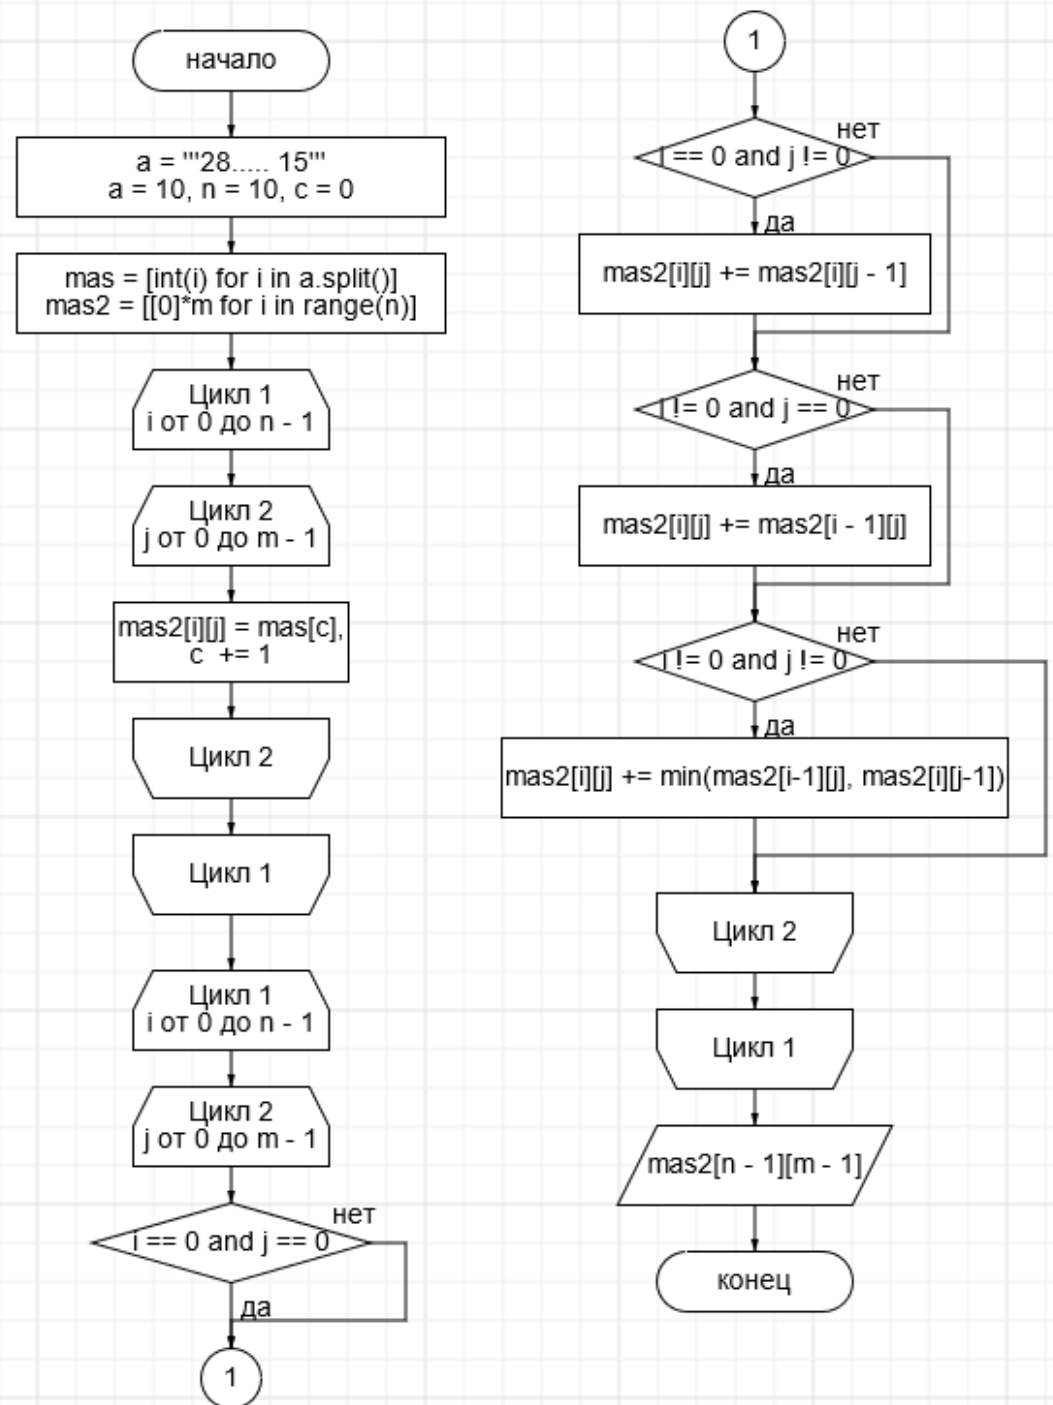 начало
a = '''28..... 15'''
a = 10, n = 10, c = 0
mas = [int(i) for i in a.split()]
mas2 = [[0]*m for i in range(n)]
Цикл 1
i от 0 до n - 1
Цикл 2
j от 0 до m - 1
mas2[i][j] = mas[c],
c += 1
Цикл 2
Цикл 1
Цикл 1
i от 0 до n - 1
Цикл 2
j от 0 до m - 1
нет
i == 0 and j == 0
да
1
1
нет
i == 0 and j != 0
да
mas2[i][j] += mas2[i][j - 1]
нет
i != 0 and j == 0
да
mas2[i][j] += mas2[i - 1][j]
нет
i != 0 and j != 0
да
mas2[i][j] += min(mas2[i-1][j], mas2[i][j-1])
Цикл 2
Цикл 1
mas2[n - 1][m - 1]
конец